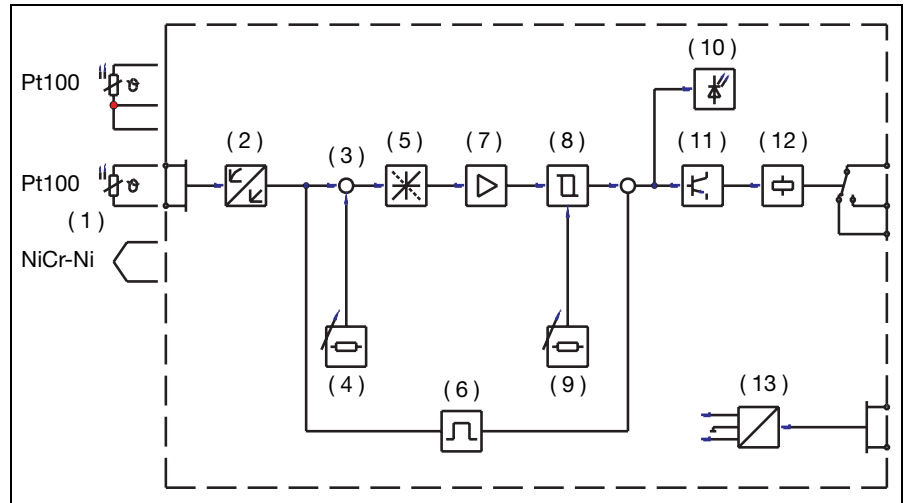 ( 10 )
Pt100 ϑ
( 2 ) ( 3 ) ( 5 ) ( 7 ) ( 8 ) ( 11 ) ( 12 )
Pt100 ϑ
( 1 )
NiCr-Ni
( 4 ) ( 6 ) ( 9 ) ( 13 )